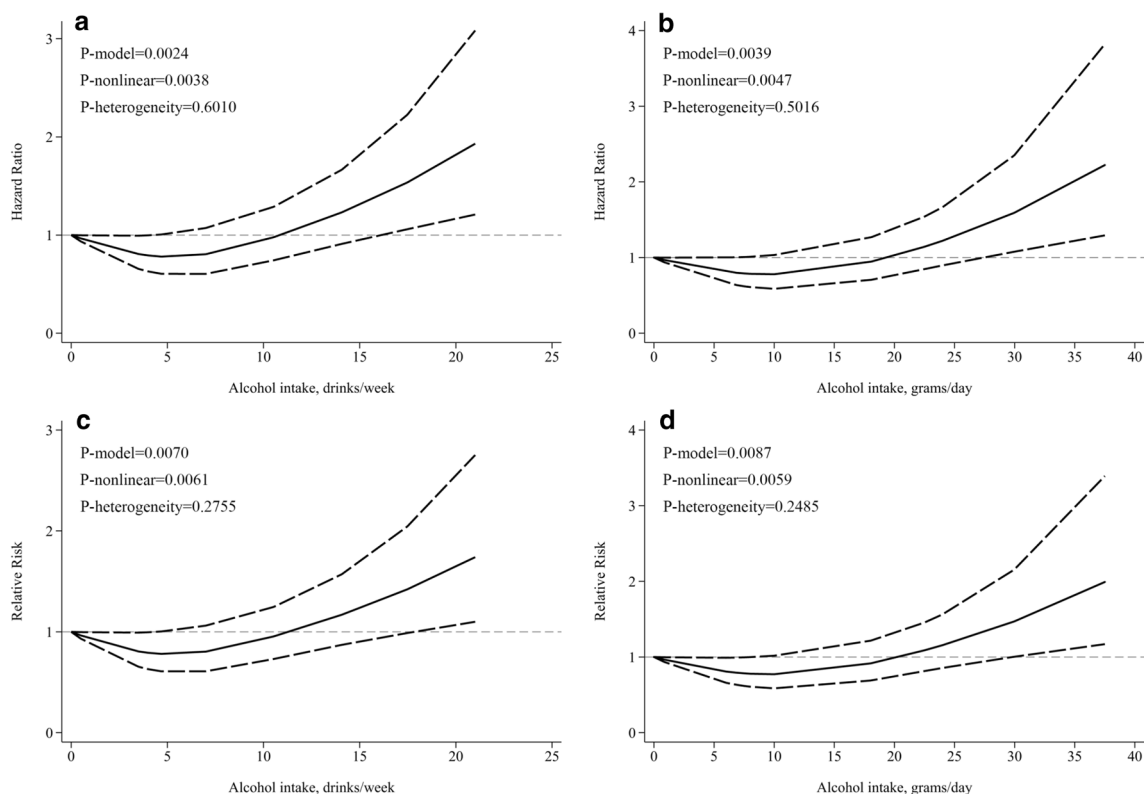 a
P-model=0.0024
P-nonlinear=0.0038
P-heterogeneity=0.6010
Hazard Ratio
3
2
1
0
0 5 10 15 20 25
Alcohol intake, drinks/week
b
P-model=0.0039
P-nonlinear=0.0047
P-heterogeneity=0.5016
Hazard Ratio
4
3
2
1
0
0 5 10 15 20 25 30 35 40
Alcohol intake, grams/day
c
P-model=0.0070
P-nonlinear=0.0061
P-heterogeneity=0.2755
Relative Risk
3
2
1
0
0 5 10 15 20 25
Alcohol intake, drinks/week
d
P-model=0.0087
P-nonlinear=0.0059
P-heterogeneity=0.2485
Relative Risk
4
3
2
1
0
0 5 10 15 20 25 30 35 40
Alcohol intake, grams/day